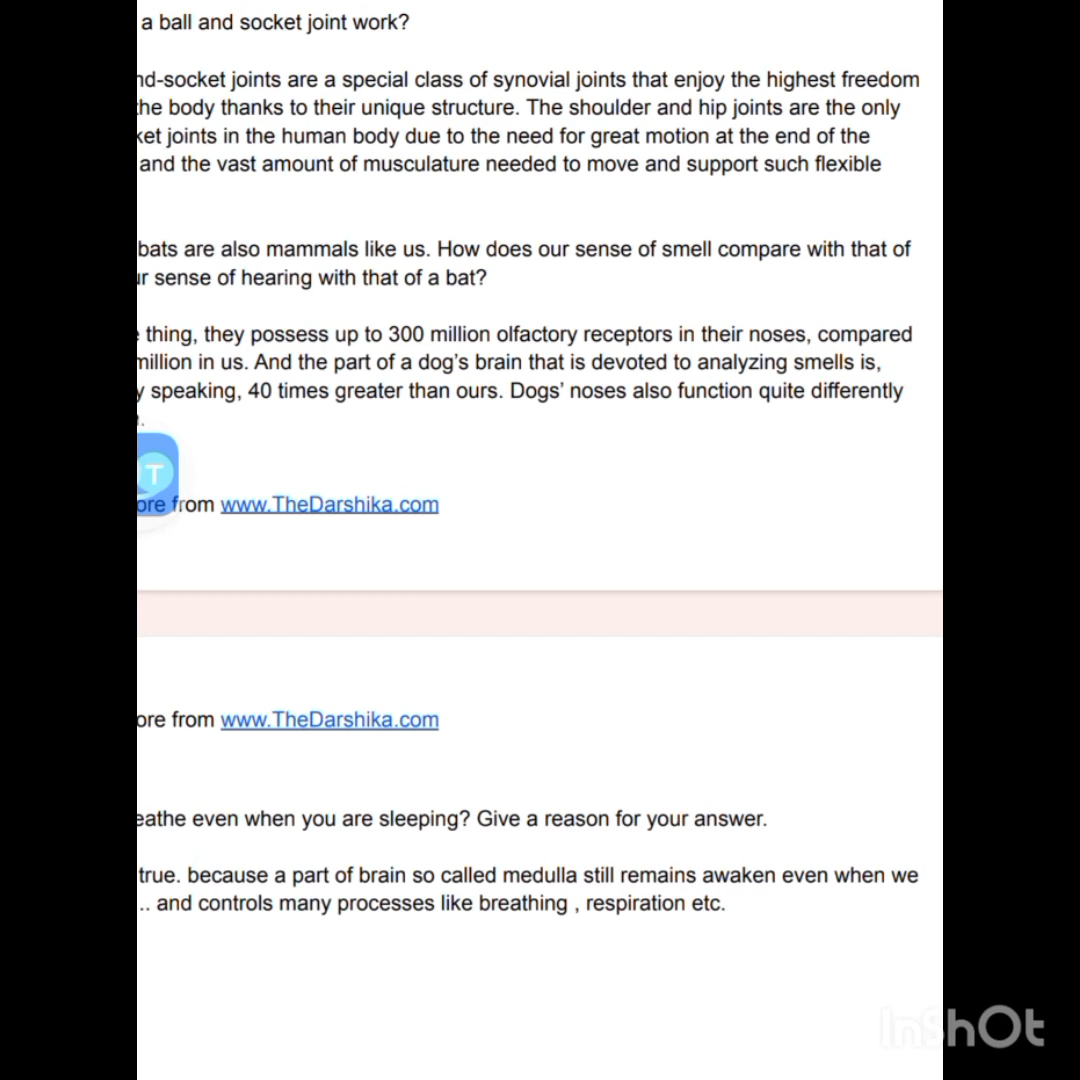 a ball and socket joint work?
nd-socket joints are a special class of synovial joints that enjoy the highest freedom
the body thanks to their unique structure. The shoulder and hip joints are the only
ket joints in the human body due to the need for great motion at the end of the
and the vast amount of musculature needed to move and support such flexible
bats are also mammals like us. How does our sense of smell compare with that of
ur sense of hearing with that of a bat?
thing, they possess up to 300 million olfactory receptors in their noses, compared
million in us. And the part of a dog’s brain that is devoted to analyzing smells is,
y speaking, 40 times greater than ours. Dogs’ noses also function quite differently
T
ore from www.TheDarshika.com
ore from www.TheDarshika.com
eathe even when you are sleeping? Give a reason for your answer.
true. because a part of brain so called medulla still remains awaken even when we
.. and controls many processes like breathing , respiration etc.
InShOt